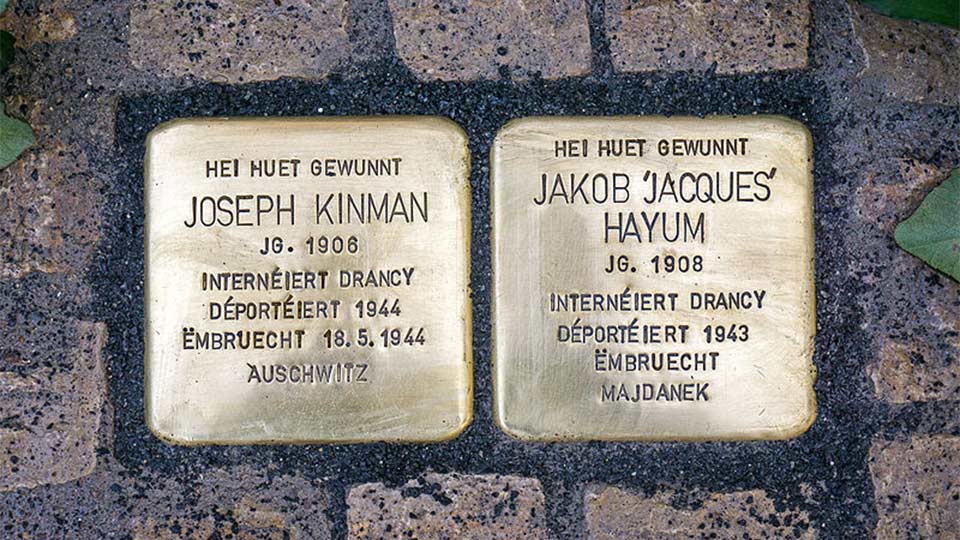 HEI HUET GEWUNNT
JOSEPH KINMAN
JG. 1906
INTERNÉIERT DRANCY
DÉPORTÉIERT 1944
ËMBRUECHT 18.5.1944
AUSCHWITZ
HEI HUET GEWUNNT
JAKOB 'JACQUES'
HAYUM
JG. 1908
INTERNÉIERT DRANCY
DÉPORTÉIERT 1943
ËMBRUECHT
MAJDANEK